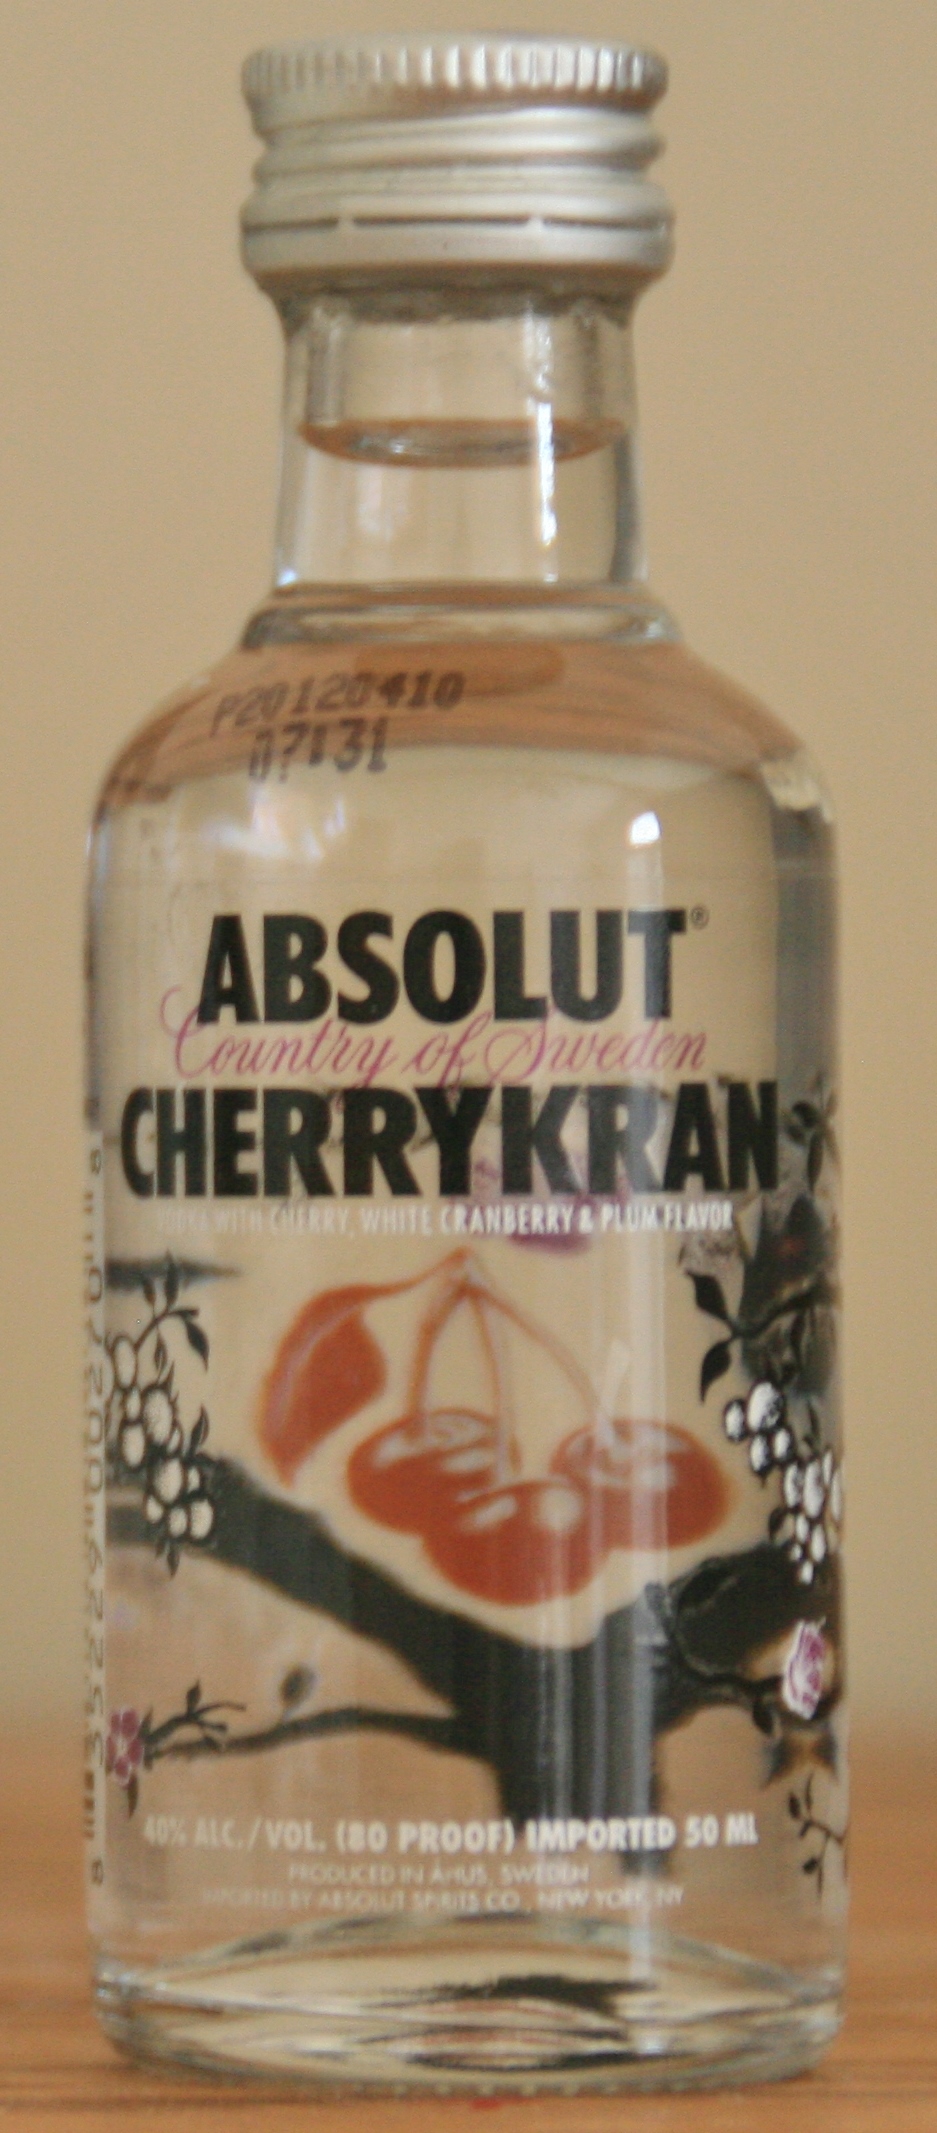 P20120410
07131
ABSOLUT®
Country of Sweden
CHERRYKRAN
VODKA WITH CHERRY, WHITE CRANBERRY & PLUM FLAVOR
40% ALC./VOL. (80 PROOF) IMPORTED 50 ML
PRODUCED IN ÅHUS, SWEDEN
IMPORTED BY ABSOLUT SPIRITS CO., NEW YORK, NY